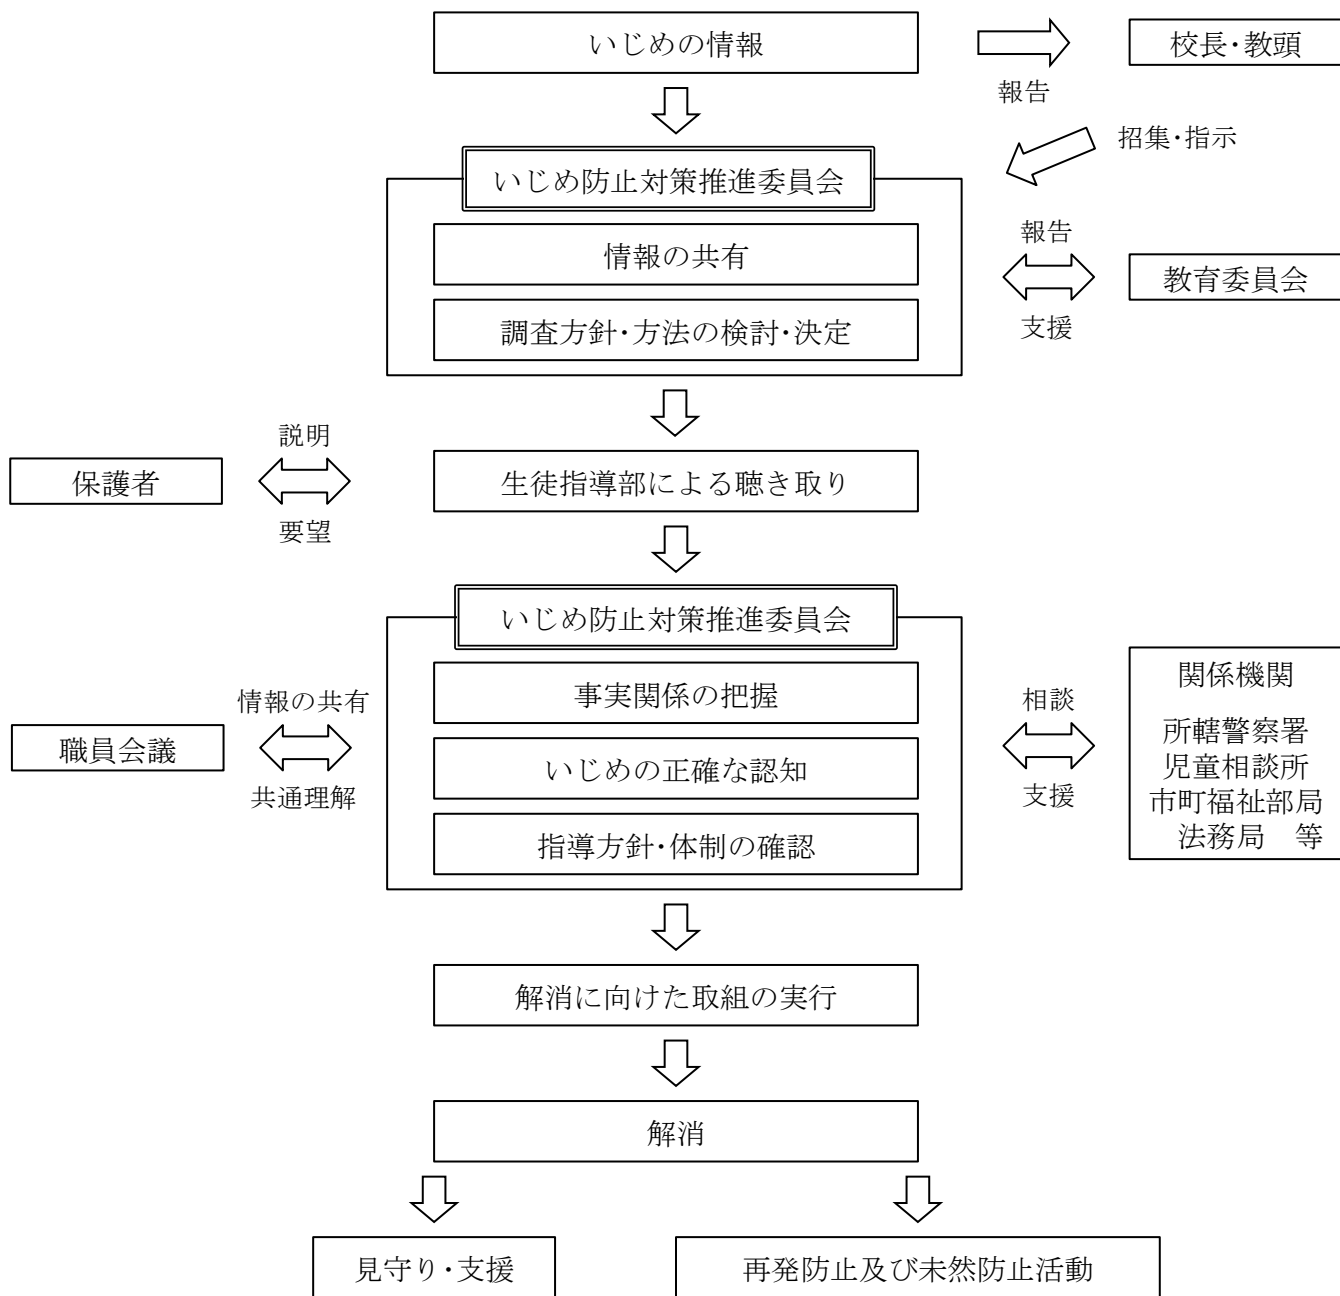 いじめの情報
校長・教頭
報告
招集・指示
いじめ防止対策推進委員会
情報の共有
報告
教育委員会
支援
調査方針・方法の検討・決定
説明
保護者
生徒指導部による聴き取り
要望
いじめ防止対策推進委員会
事実関係の把握
情報の共有
職員会議
共通理解
いじめの正確な認知
指導方針・体制の確認
相談
支援
関係機関
所轄警察署
児童相談所
市町福祉部局
法務局　等
解消に向けた取組の実行
解消
見守り・支援
再発防止及び未然防止活動